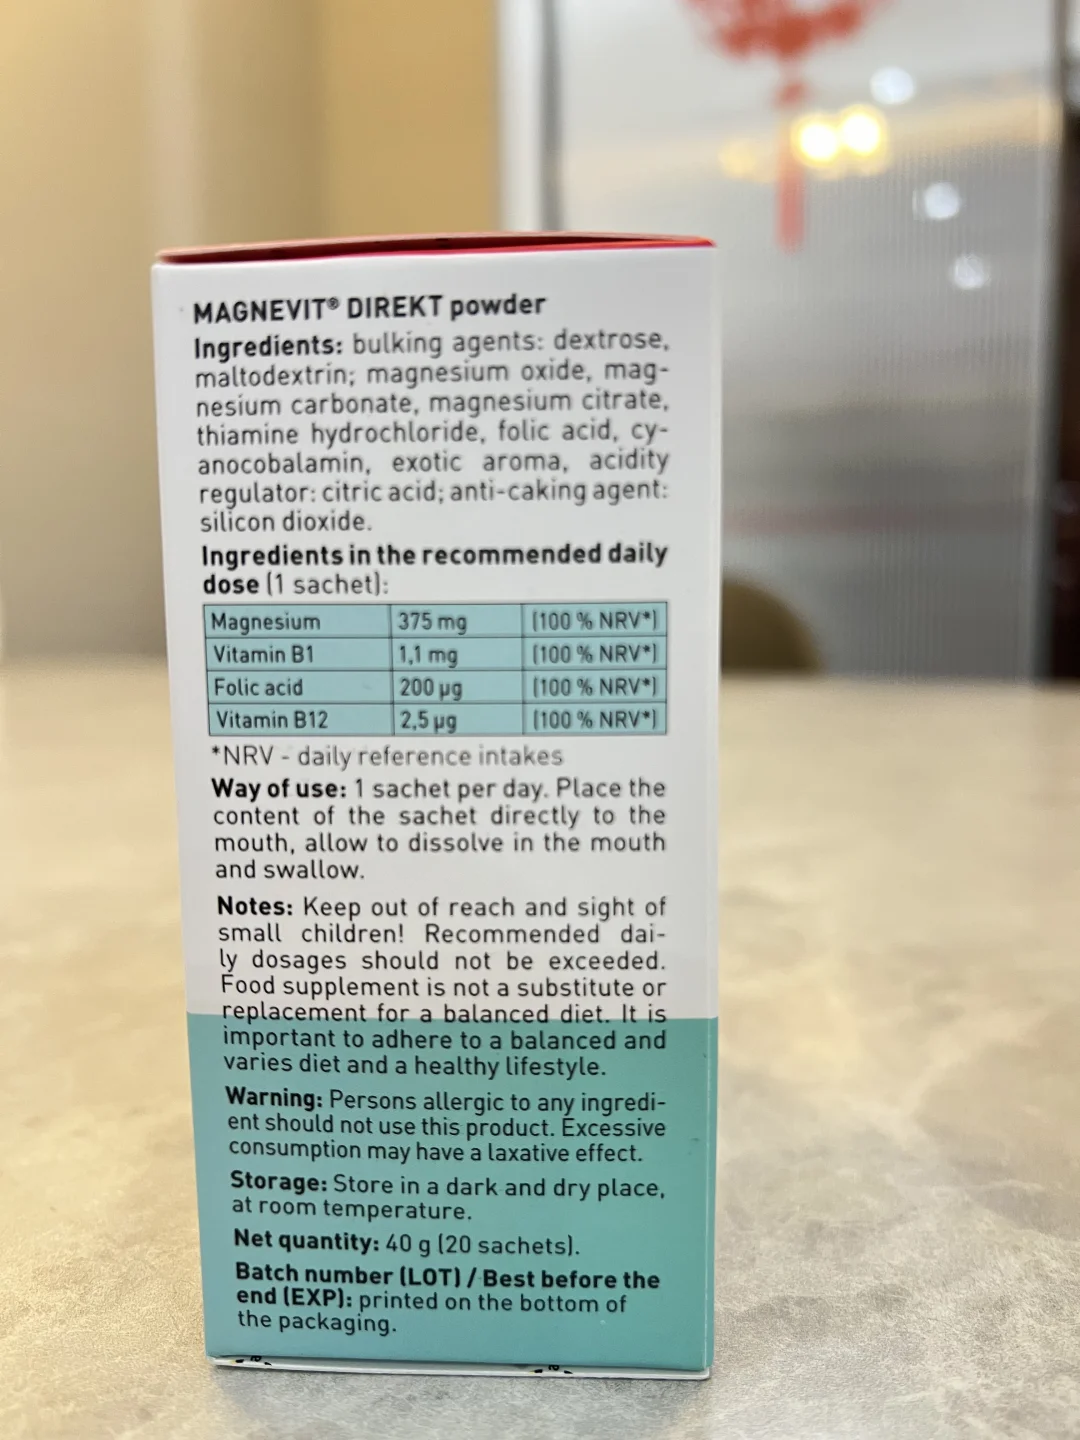 MAGNEVIT® DIREKT powder
Ingredients: bulking agents: dextrose,
maltodextrin; magnesium oxide, mag-
nesium carbonate, magnesium citrate,
thiamine hydrochloride, folic acid, cy-
anocobalamin, exotic aroma, acidity
regulator: citric acid; anti-caking agent:
silicon dioxide.
Ingredients in the recommended daily
dose (1 sachet):
Magnesium 375 mg (100 % NRV*)
Vitamin B1 1,1 mg (100 % NRV*)
Folic acid 200 µg (100 % NRV*)
Vitamin B12 2,5 µg (100 % NRV*)
*NRV - daily reference intakes
Way of use: 1 sachet per day. Place the
content of the sachet directly to the
mouth, allow to dissolve in the mouth
and swallow.
Notes: Keep out of reach and sight of
small children! Recommended dai-
ly dosages should not be exceeded.
Food supplement is not a substitute or
replacement for a balanced diet. It is
important to adhere to a balanced and
varies diet and a healthy lifestyle.
Warning: Persons allergic to any ingredi-
ent should not use this product. Excessive
consumption may have a laxative effect.
Storage: Store in a dark and dry place,
at room temperature.
Net quantity: 40 g (20 sachets).
Batch number (LOT) / Best before the
end (EXP): printed on the bottom of
the packaging.